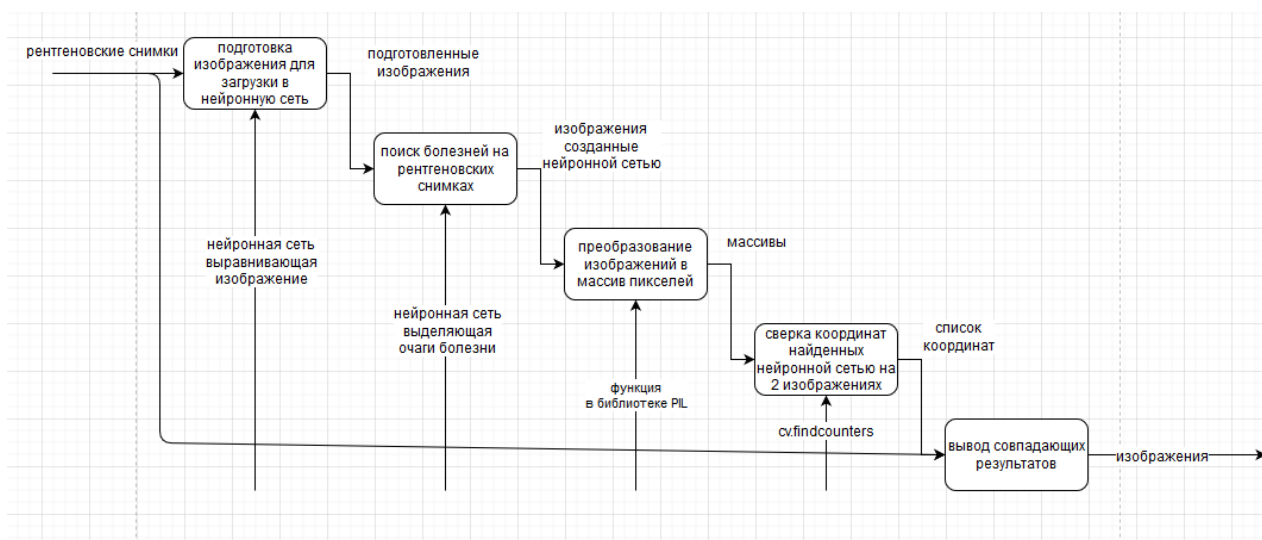 рентгеновские снимки
подготовка
изображения для
загрузки в
нейронную сеть
подготовленные
изображения
поиск болезней на
рентгеновских
снимках
изображения
созданные
нейронной сетью
нейронная сеть
выравнивающая
изображение
преобразование
изображений в
массив пикселей
массивы
нейронная сеть
выделяющая
очаги болезни
сверка координат
найденных
нейронной сетью на
2 изображениях
список
координат
функция
в библиотеке PIL
cv.findcounters
вывод совпадающих
результатов
изображения